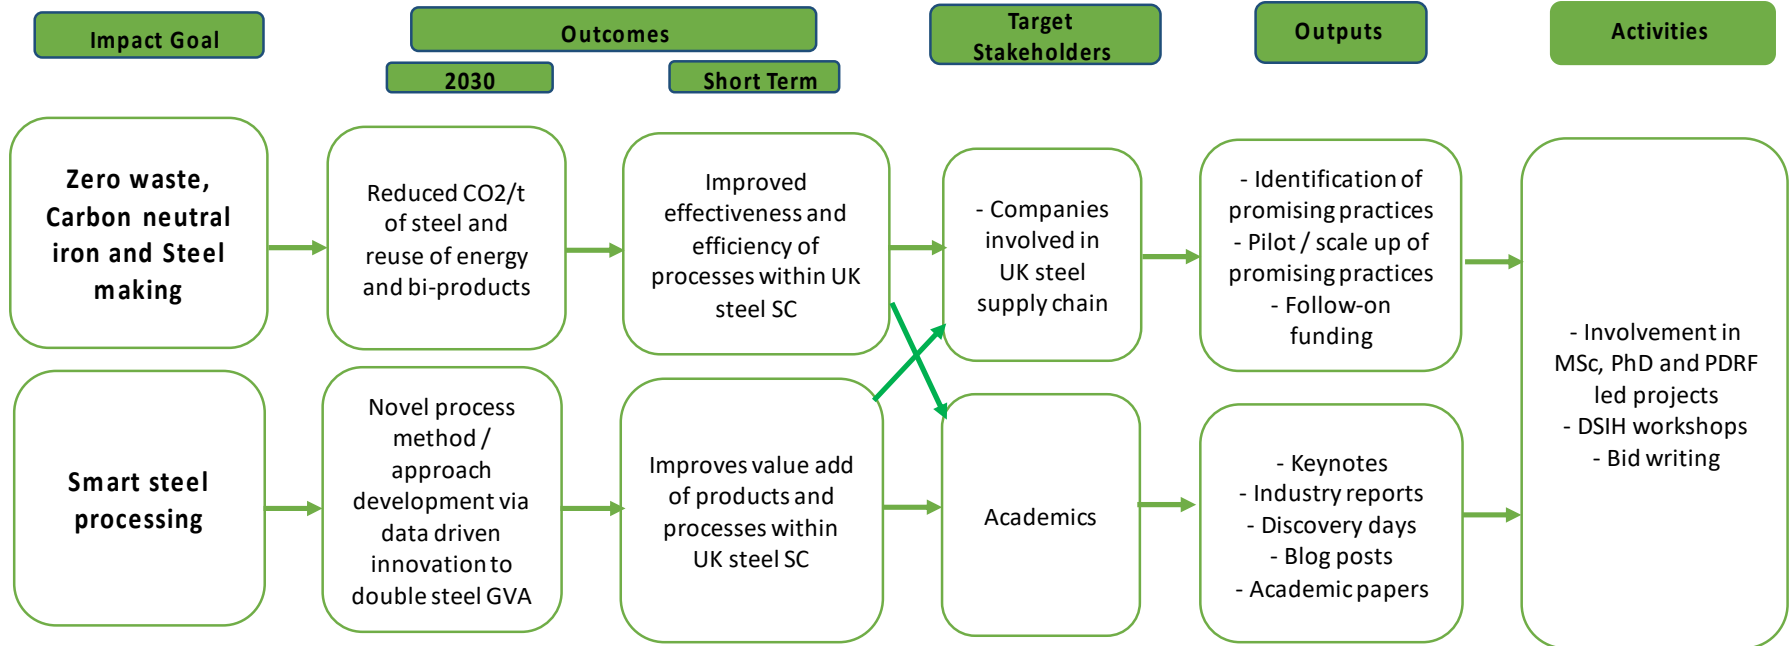 Impact Goal
Outcomes
2030
Short Term
Target
Stakeholders
Outputs
Activities
Zero waste,
Carbon neutral
iron and Steel
making
Reduced CO2/t
of steel and
reuse of energy
and bi-products
Improved
effectiveness and
efficiency of
processes within UK
steel SC
- Companies
involved in
UK steel
supply chain
- Identification of
promising practices
- Pilot / scale up of
promising practices
- Follow-on
funding
- Involvement in
MSc, PhD and PDRF
led projects
- DSIH workshops
- Bid writing
Smart steel
processing
Novel process
method /
approach
development via
data driven
innovation to
double steel GVA
Improves value add
of products and
processes within
UK steel SC
Academics
- Keynotes
- Industry reports
- Discovery days
- Blog posts
- Academic papers